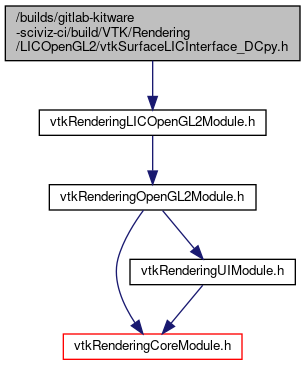 /builds/gitlab-kitware
-sciviz-ci/build/VTK/Rendering
/LICOpenGL2/vtkSurfaceLICInterface_DCpy.h
vtkRenderingLICOpenGL2Module.h
vtkRenderingOpenGL2Module.h
vtkRenderingUIModule.h
vtkRenderingCoreModule.h